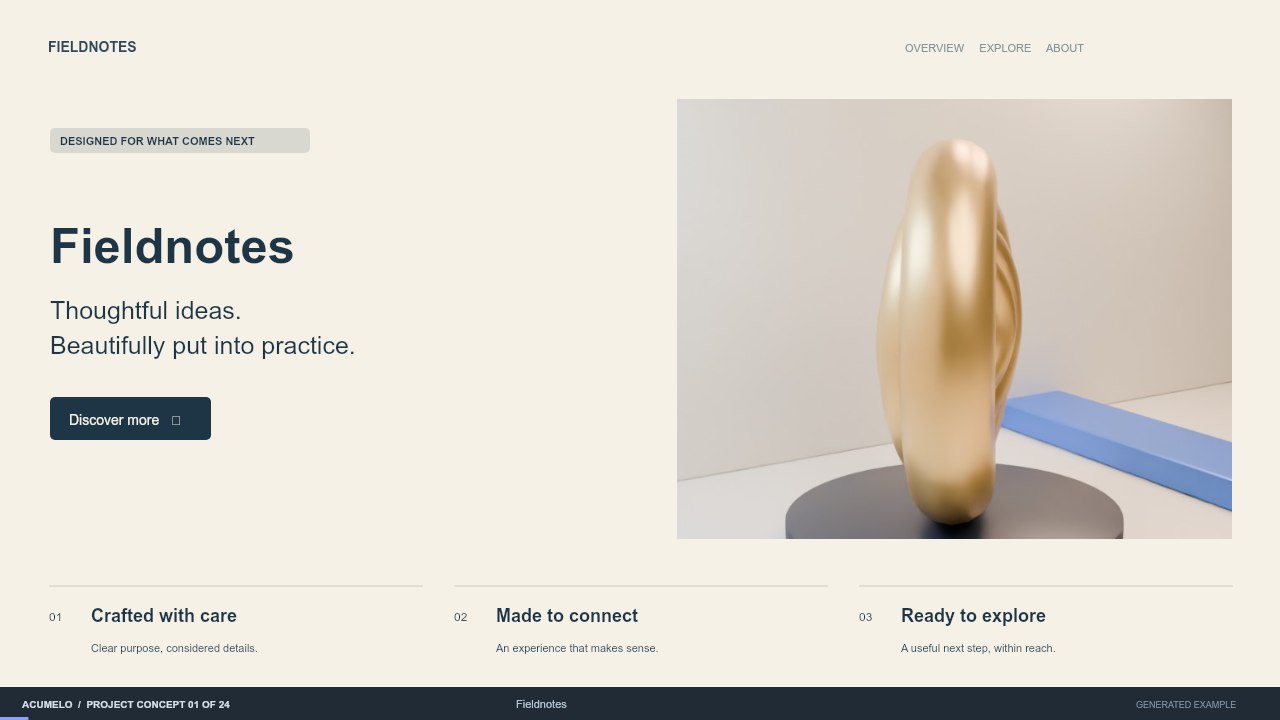 FIELDNOTES
OVERVIEW EXPLORE ABOUT
DESIGNED FOR WHAT COMES NEXT
Fieldnotes
Thoughtful ideas.
Beautifully put into practice.
Discover more
01 Crafted with care
Clear purpose, considered details.
02 Made to connect
An experience that makes sense.
03 Ready to explore
A useful next step, within reach.
ACUMELO / PROJECT CONCEPT 01 OF 24
Fieldnotes
GENERATED EXAMPLE